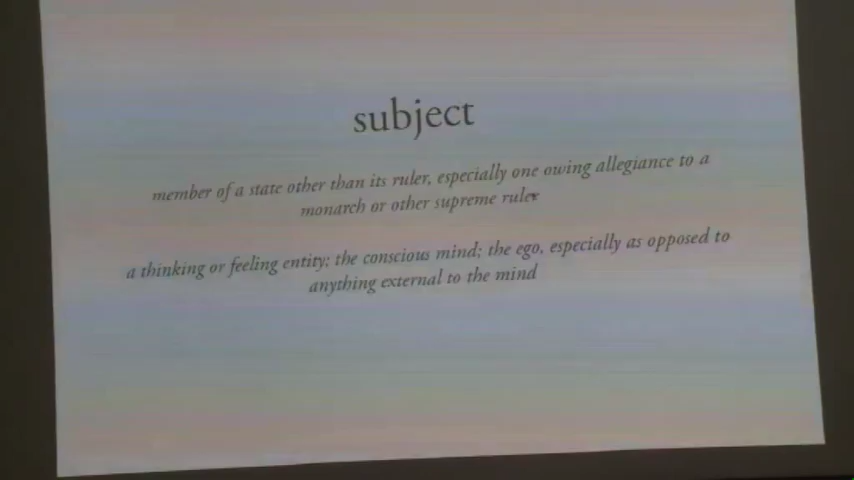 subject
member of a state other than its ruler, especially one owing allegiance to a
monarch or other supreme ruler
a thinking or feeling entity; the conscious mind; the ego, especially as opposed to
anything external to the mind